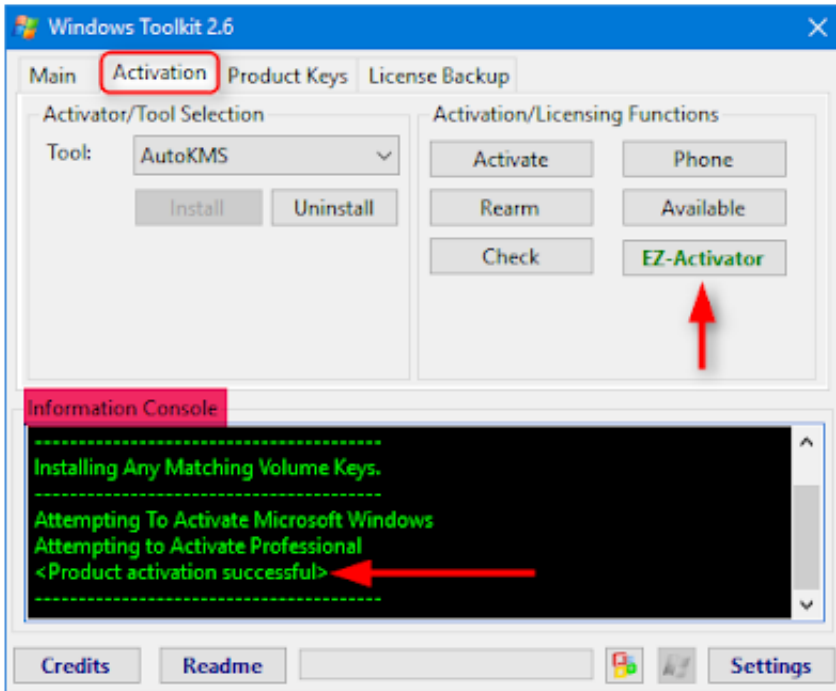 Windows Toolkit 2.6
Main Activation Product Keys License Backup
Activator/Tool Selection
Tool: AutoKMS
Install Uninstall
Activation/Licensing Functions
Activate Phone
Rearm Available
Check EZ-Activator
Information Console
----------------------------------------
Installing Any Matching Volume Keys.
----------------------------------------
Attempting To Activate Microsoft Windows
Attempting to Activate Professional
<Product activation successful>
----------------------------------------
Credits Readme Settings